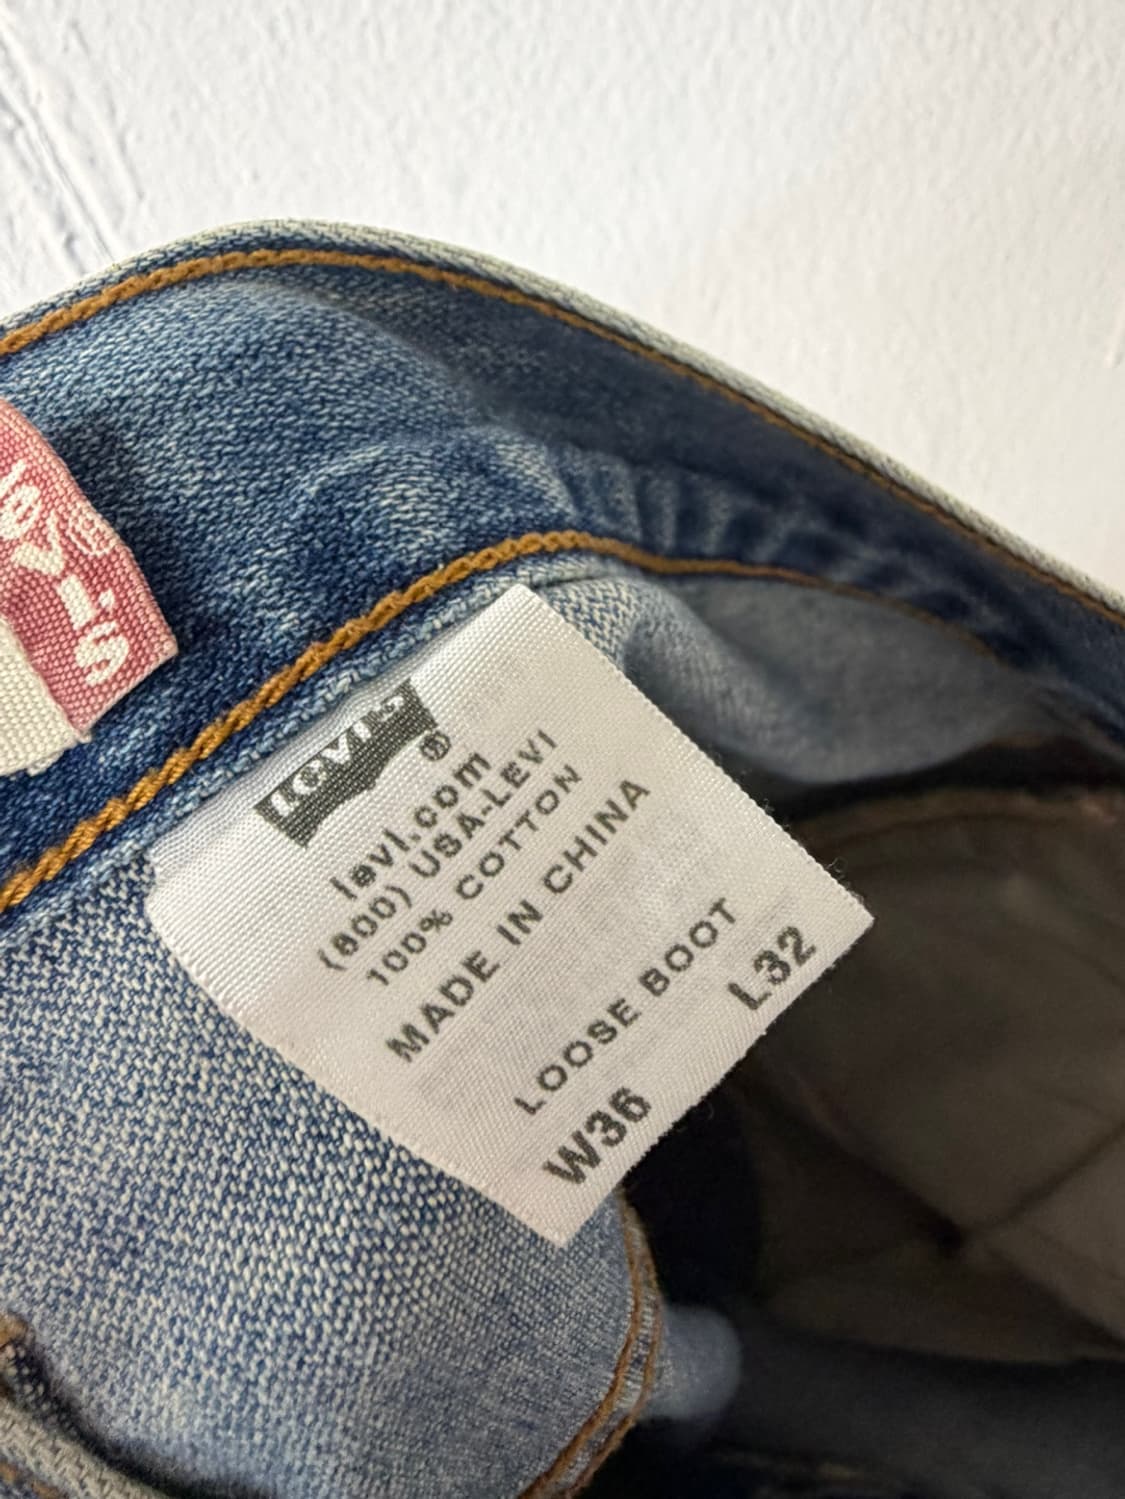 Levi's
Levi's®
levi.com
(800) USA-LEVI
100% COTTON
MADE IN CHINA
LOOSE BOOT
W36 L32